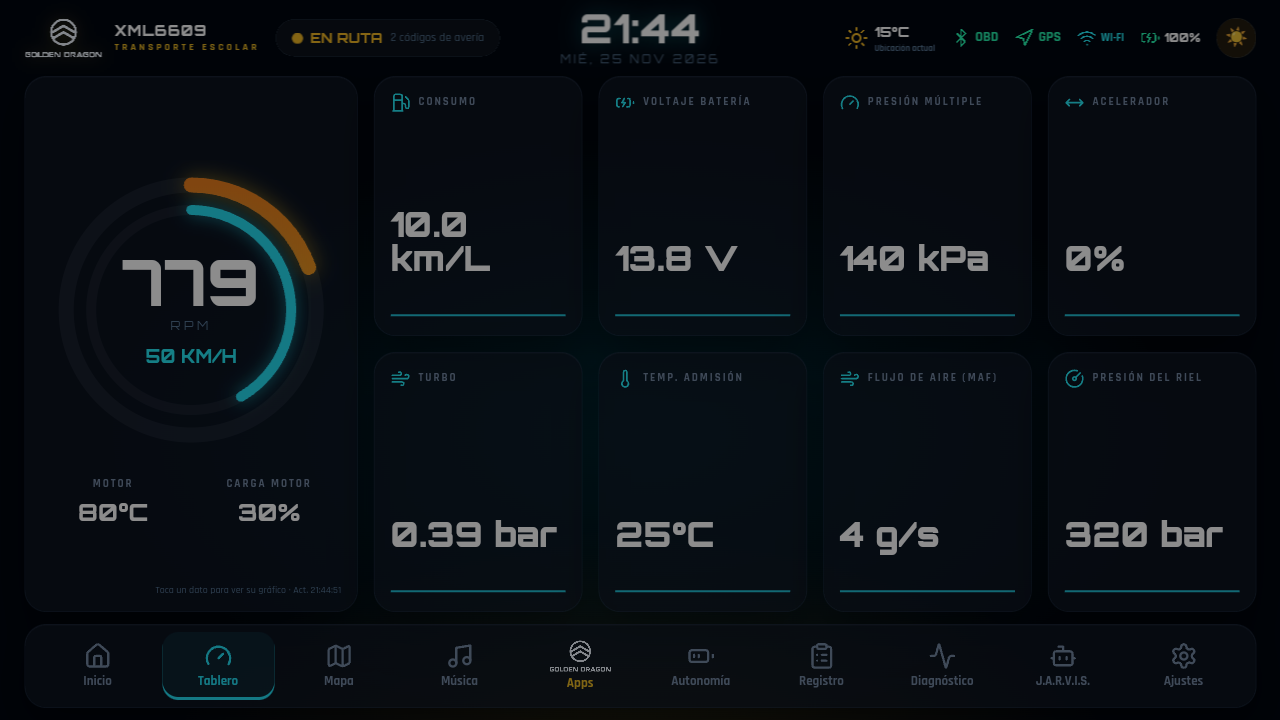 GOLDEN DRAGON
XML6609
TRANSPORTE ESCOLAR
EN RUTA
2 códigos de avería
21:44
MIÉ, 25 NOV 2026
15°C
Ubicación actual
OBD
GPS
WI-FI
100%
779
RPM
50 KM/H
MOTOR
80°C
CARGA MOTOR
30%
Toca un dato para ver su gráfico · Act. 21:44:51
CONSUMO
10.0
km/L
VOLTAJE BATERÍA
13.8 V
PRESIÓN MÚLTIPLE
140 kPa
ACELERADOR
0%
TURBO
0.39 bar
TEMP. ADMISIÓN
25°C
FLUJO DE AIRE (MAF)
4 g/s
PRESIÓN DEL RIEL
320 bar
Inicio
Tablero
Mapa
Música
GOLDEN DRAGON
Apps
Autonomía
Registro
Diagnóstico
J.A.R.V.I.S.
Ajustes